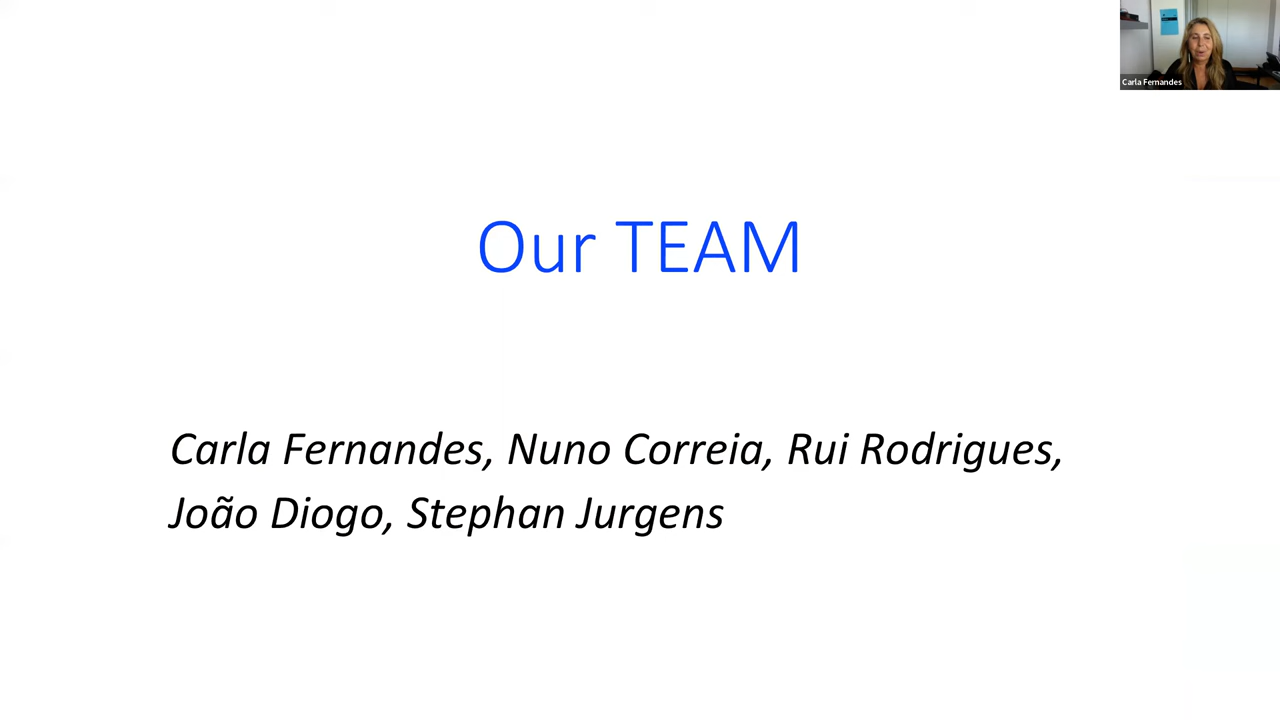 Carla Fernandes
Our TEAM
Carla Fernandes, Nuno Correia, Rui Rodrigues,
João Diogo, Stephan Jurgens